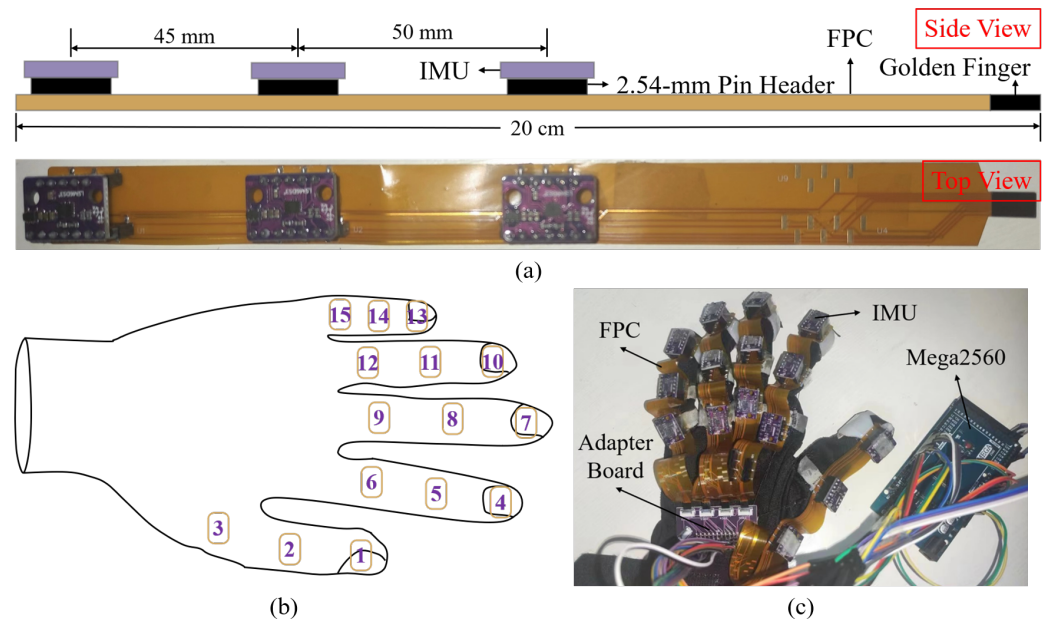 45 mm
50 mm
Side View
FPC
IMU
Golden Finger
2.54-mm Pin Header
20 cm
Top View
(a)
15 14 13
12 11 10
9 8 7
6 5 4
3 2 1
(b)
FPC
IMU
Mega2560
Adapter
Board
(c)